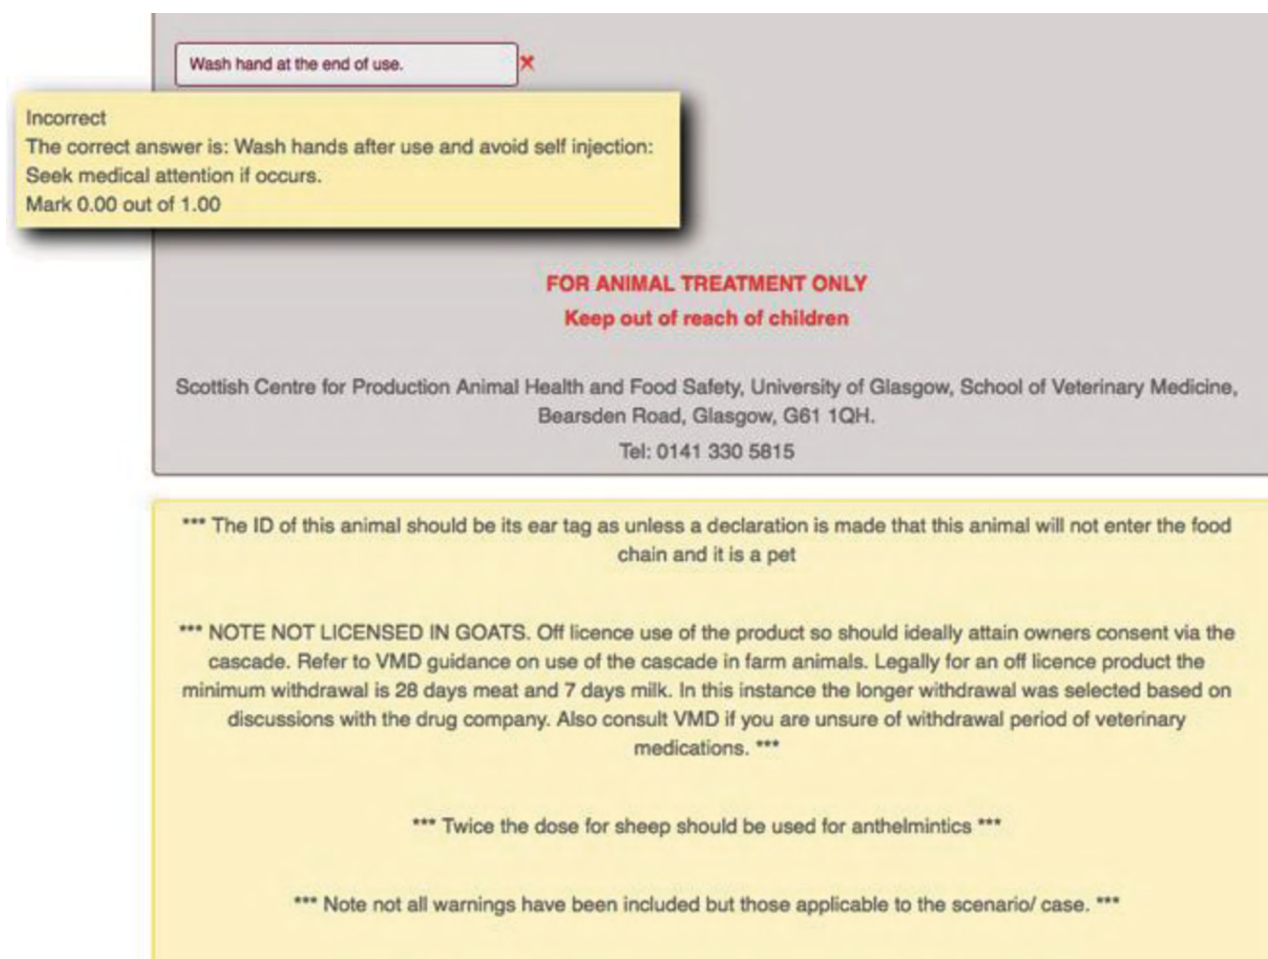 Wash hand at the end of use.
Incorrect
The correct answer is: Wash hands after use and avoid self injection:
Seek medical attention if occurs.
Mark 0.00 out of 1.00
FOR ANIMAL TREATMENT ONLY
Keep out of reach of children
Scottish Centre for Production Animal Health and Food Safety, University of Glasgow, School of Veterinary Medicine,
Bearsden Road, Glasgow, G61 1QH.
Tel: 0141 330 5815
*** The ID of this animal should be its ear tag as unless a declaration is made that this animal will not enter the food
chain and it is a pet
*** NOTE NOT LICENSED IN GOATS. Off licence use of the product so should ideally attain owners consent via the
cascade. Refer to VMD guidance on use of the cascade in farm animals. Legally for an off licence product the
minimum withdrawal is 28 days meat and 7 days milk. In this instance the longer withdrawal was selected based on
discussions with the drug company. Also consult VMD if you are unsure of withdrawal period of veterinary
medications. ***
*** Twice the dose for sheep should be used for anthelmintics ***
*** Note not all warnings have been included but those applicable to the scenario/ case. ***